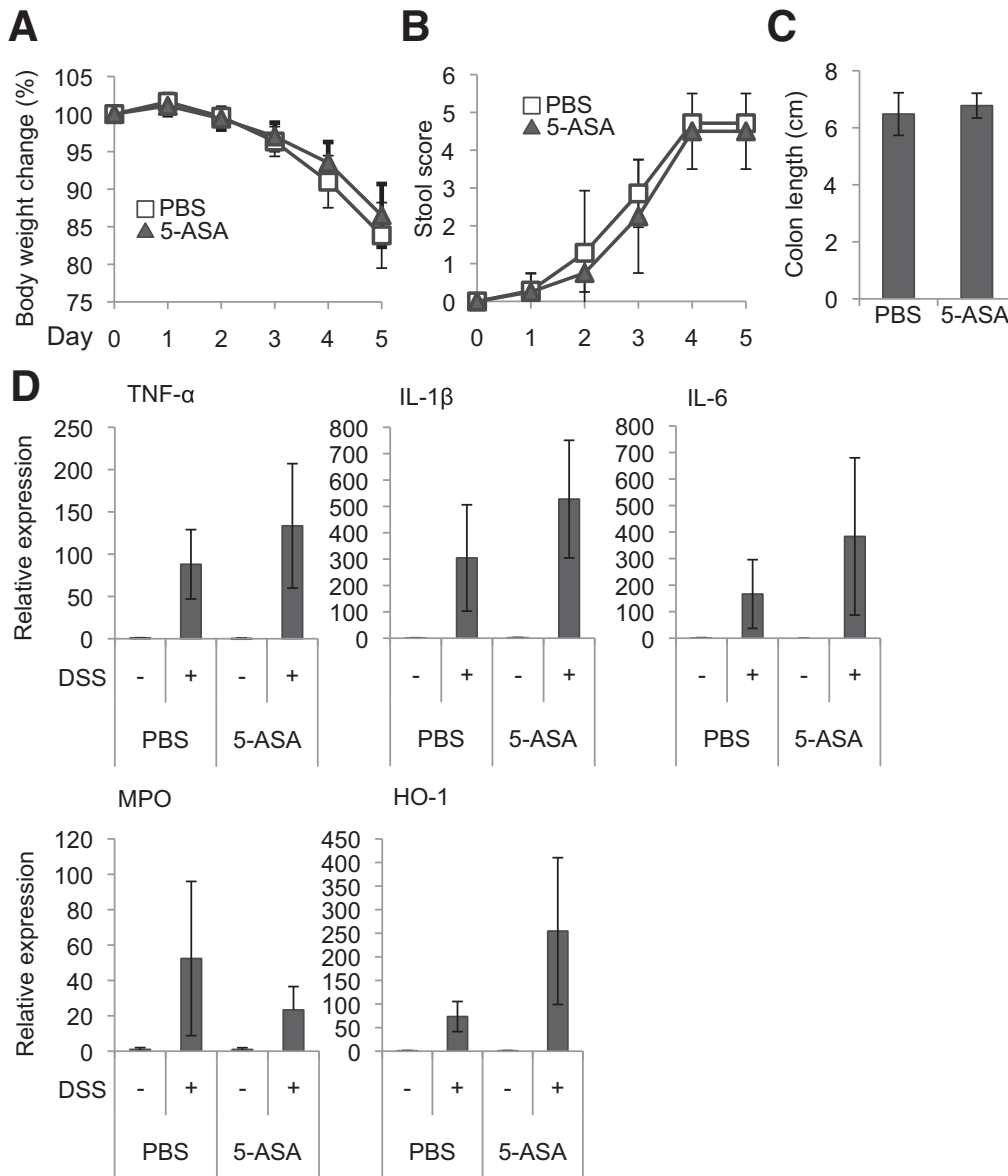 A
Body weight change (%)
105
100
95
90
85
80
75
PBS
5-ASA
Day
0 1 2 3 4 5
B
Stool score
6
5
4
3
2
1
0
PBS
5-ASA
0 1 2 3 4 5
C
Colon length (cm)
8
6
4
2
0
PBS 5-ASA
D
TNF-α
Relative expression
250
200
150
100
50
0
DSS - + - +
PBS 5-ASA
IL-1β
800
700
600
500
400
300
200
100
0
- + - +
PBS 5-ASA
IL-6
800
700
600
500
400
300
200
100
0
- + - +
PBS 5-ASA
MPO
Relative expression
120
100
80
60
40
20
0
DSS - + - +
PBS 5-ASA
HO-1
450
400
350
300
250
200
150
100
50
0
- + - +
PBS 5-ASA